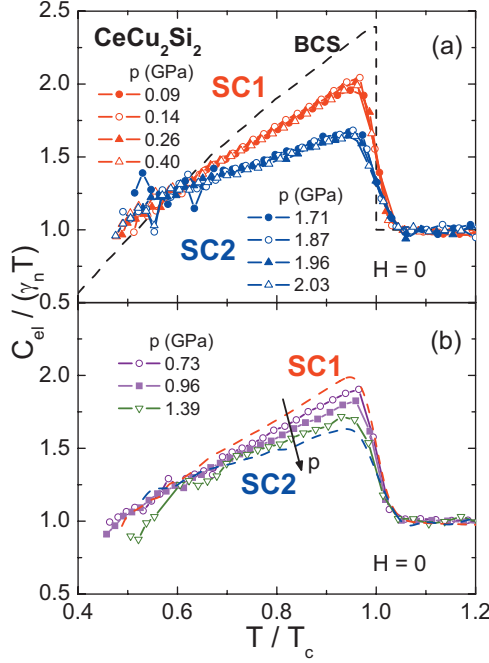 2.5
CeCu₂Si₂
BCS
(a)
p (GPa)
SC1
0.09
0.14
0.26
0.40
2.0
1.5
SC2
p (GPa)
1.71
1.87
1.96
2.03
1.0
H = 0
0.5
C_el / (γ_n T)
p (GPa)
(b)
0.73
0.96
1.39
SC1
2.0
1.5
SC2
p
1.0
H = 0
0.5
0.4 0.6 0.8 1.0 1.2
T / T_c